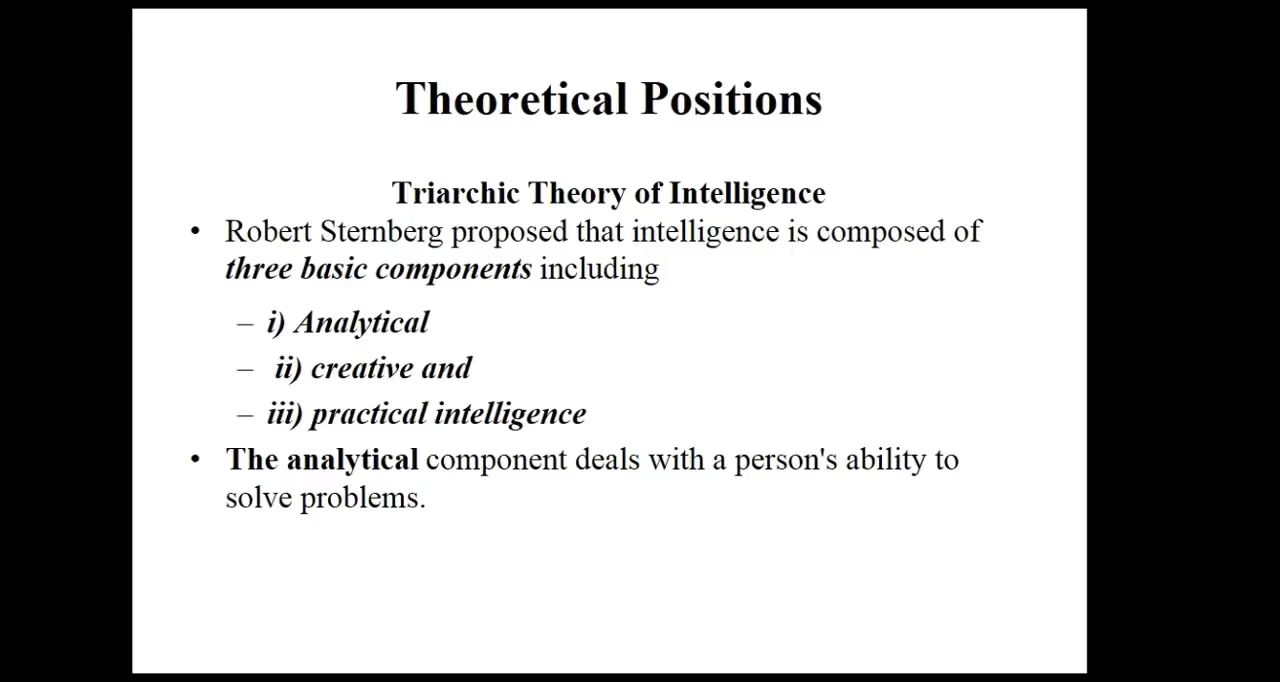 Theoretical Positions
Triarchic Theory of Intelligence
• Robert Sternberg proposed that intelligence is composed of
three basic components including
– i) Analytical
– ii) creative and
– iii) practical intelligence
• The analytical component deals with a person's ability to
solve problems.